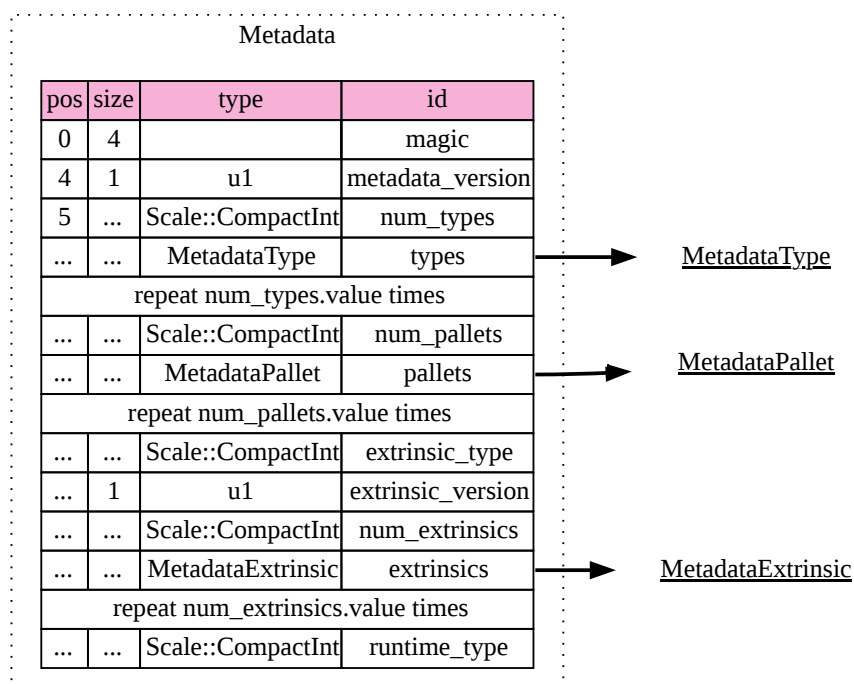 Metadata
pos size type id
0 4 magic
4 1 u1 metadata_version
5 ... Scale::CompactInt num_types
... ... MetadataType types MetadataType
repeat num_types.value times
... ... Scale::CompactInt num_pallets
... ... MetadataPallet pallets MetadataPallet
repeat num_pallets.value times
... ... Scale::CompactInt extrinsic_type
... 1 u1 extrinsic_version
... ... Scale::CompactInt num_extrinsics
... ... MetadataExtrinsic extrinsics MetadataExtrinsic
repeat num_extrinsics.value times
... ... Scale::CompactInt runtime_type